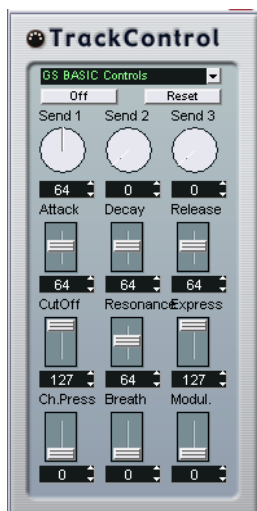 TrackControl
GS BASIC Controls
Off Reset
Send 1 Send 2 Send 3
64 0 0
Attack Decay Release
64 64 64
CutOff Resonance Express
127 64 127
Ch.Press Breath Modul.
0 0 0